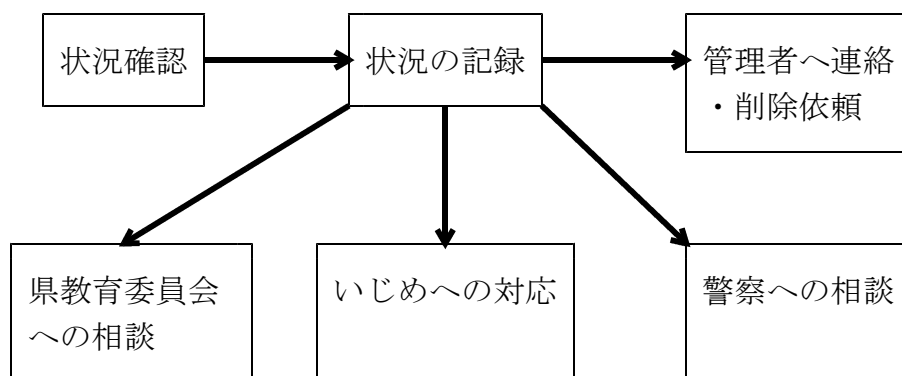 状況確認
状況の記録
管理者へ連絡
・削除依頼
県教育委員会
への相談
いじめへの対応
警察への相談